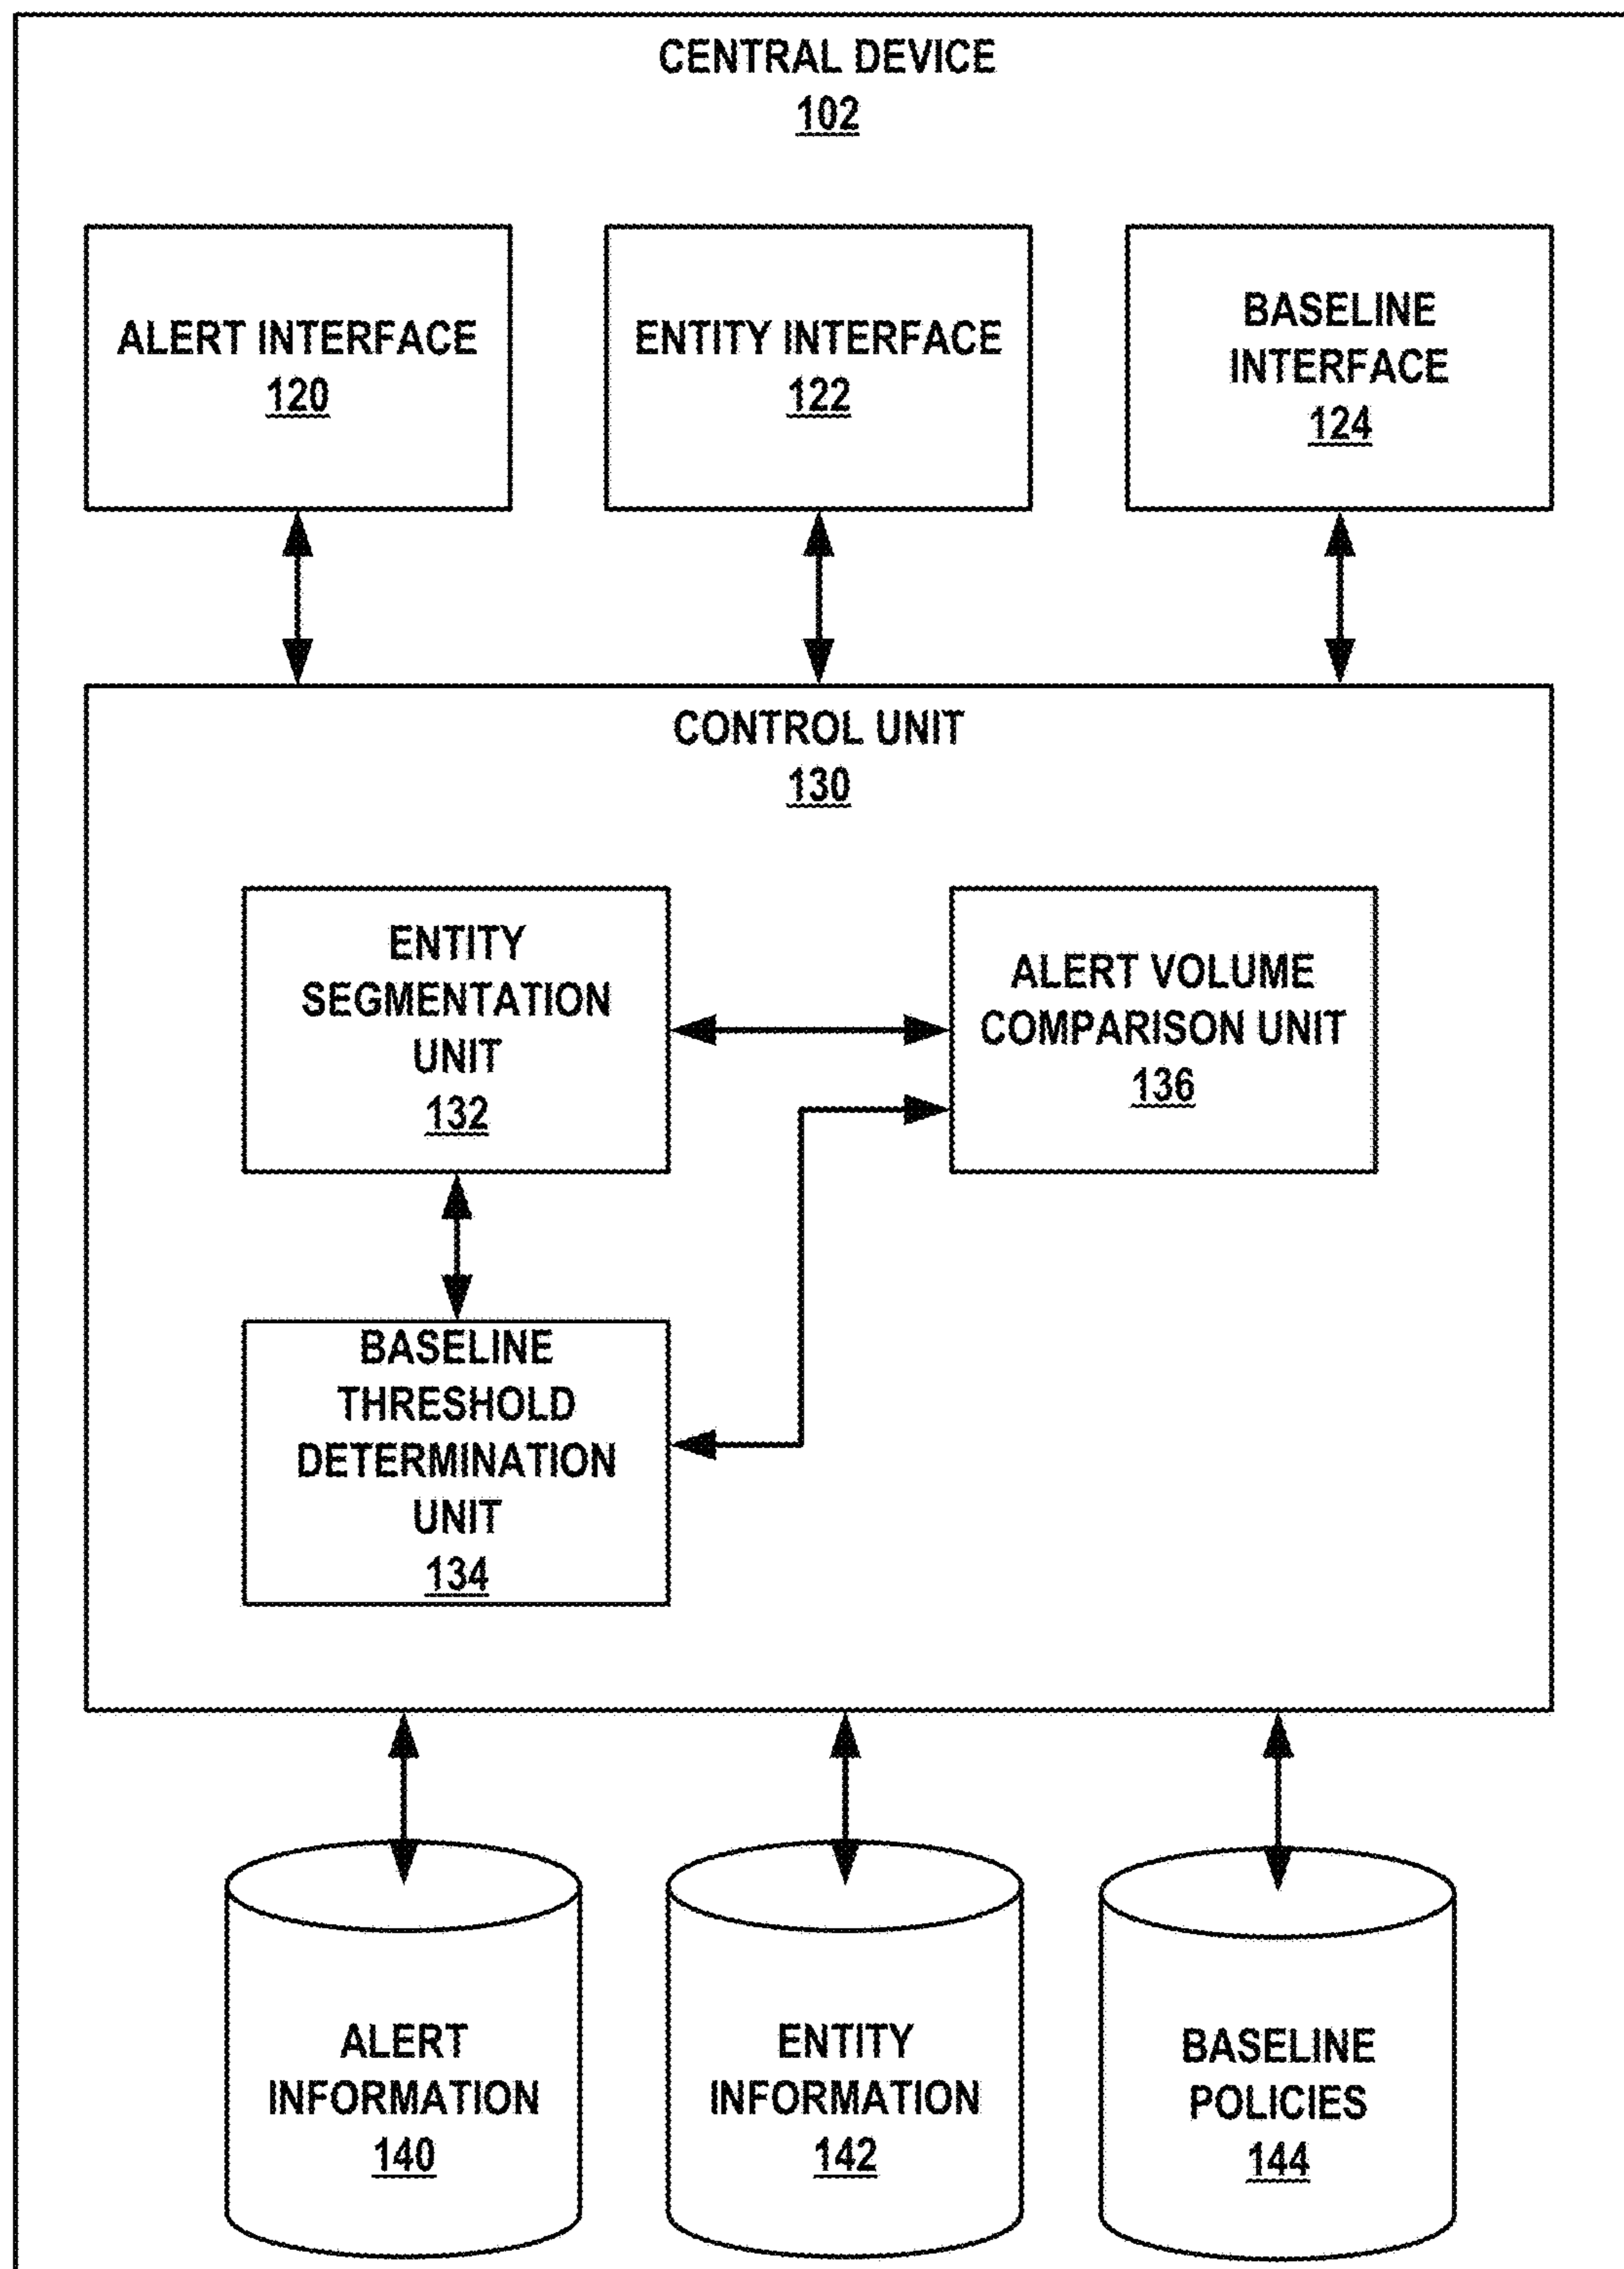 CENTRAL DEVICE
102
ALERT INTERFACE
120
ENTITY INTERFACE
122
BASELINE
INTERFACE
124
CONTROL UNIT
130
ENTITY
SEGMENTATION
UNIT
132
ALERT VOLUME
COMPARISON UNIT
136
BASELINE
THRESHOLD
DETERMINATION
UNIT
134
ALERT
INFORMATION
140
ENTITY
INFORMATION
142
BASELINE
POLICIES
144